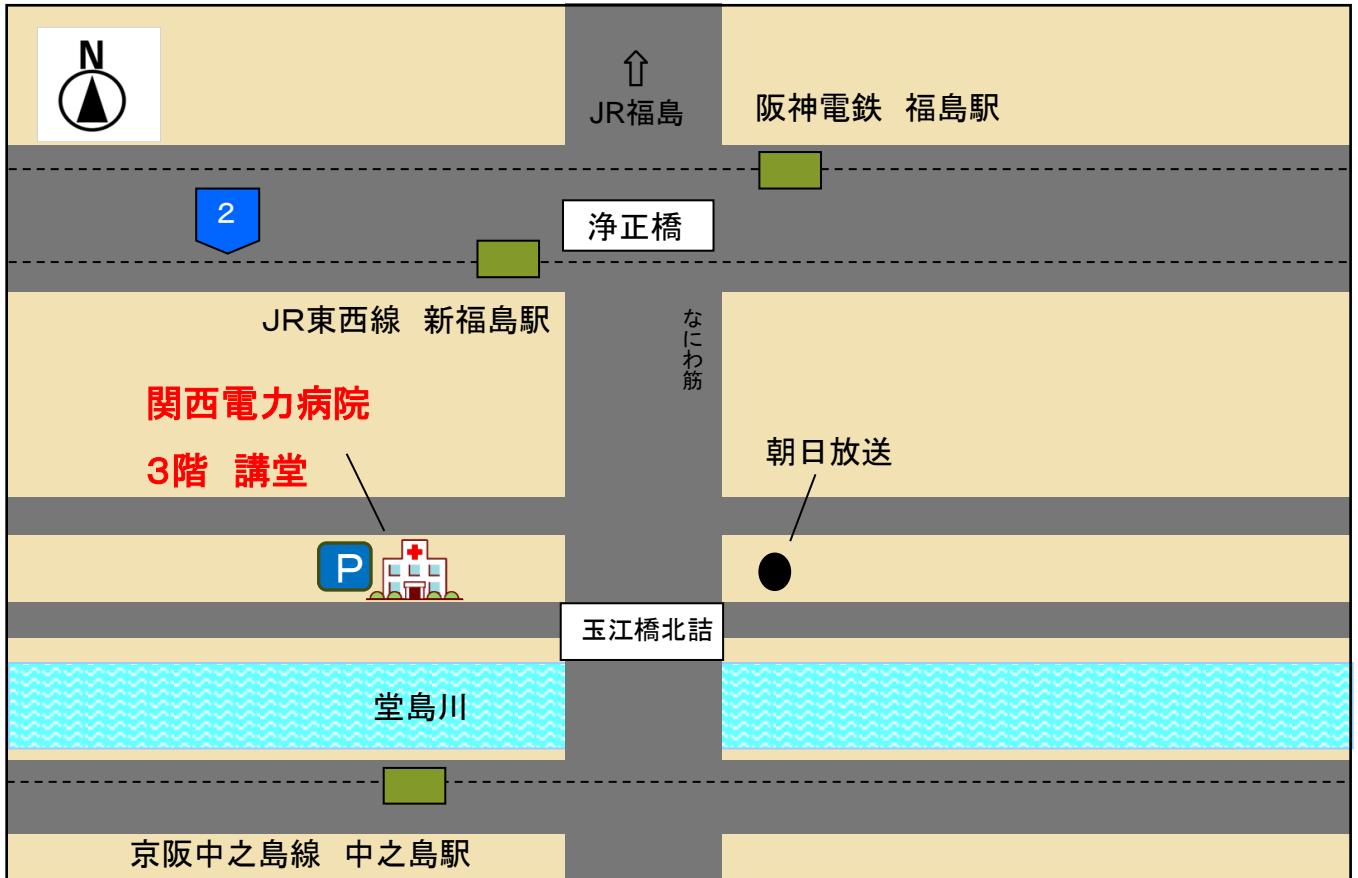 N
⇧
JR福島
阪神電鉄　福島駅
２
浄正橋
JR東西線　新福島駅
なにわ筋
関西電力病院
３階　講堂
朝日放送
P
玉江橋北詰
堂島川
京阪中之島線　中之島駅